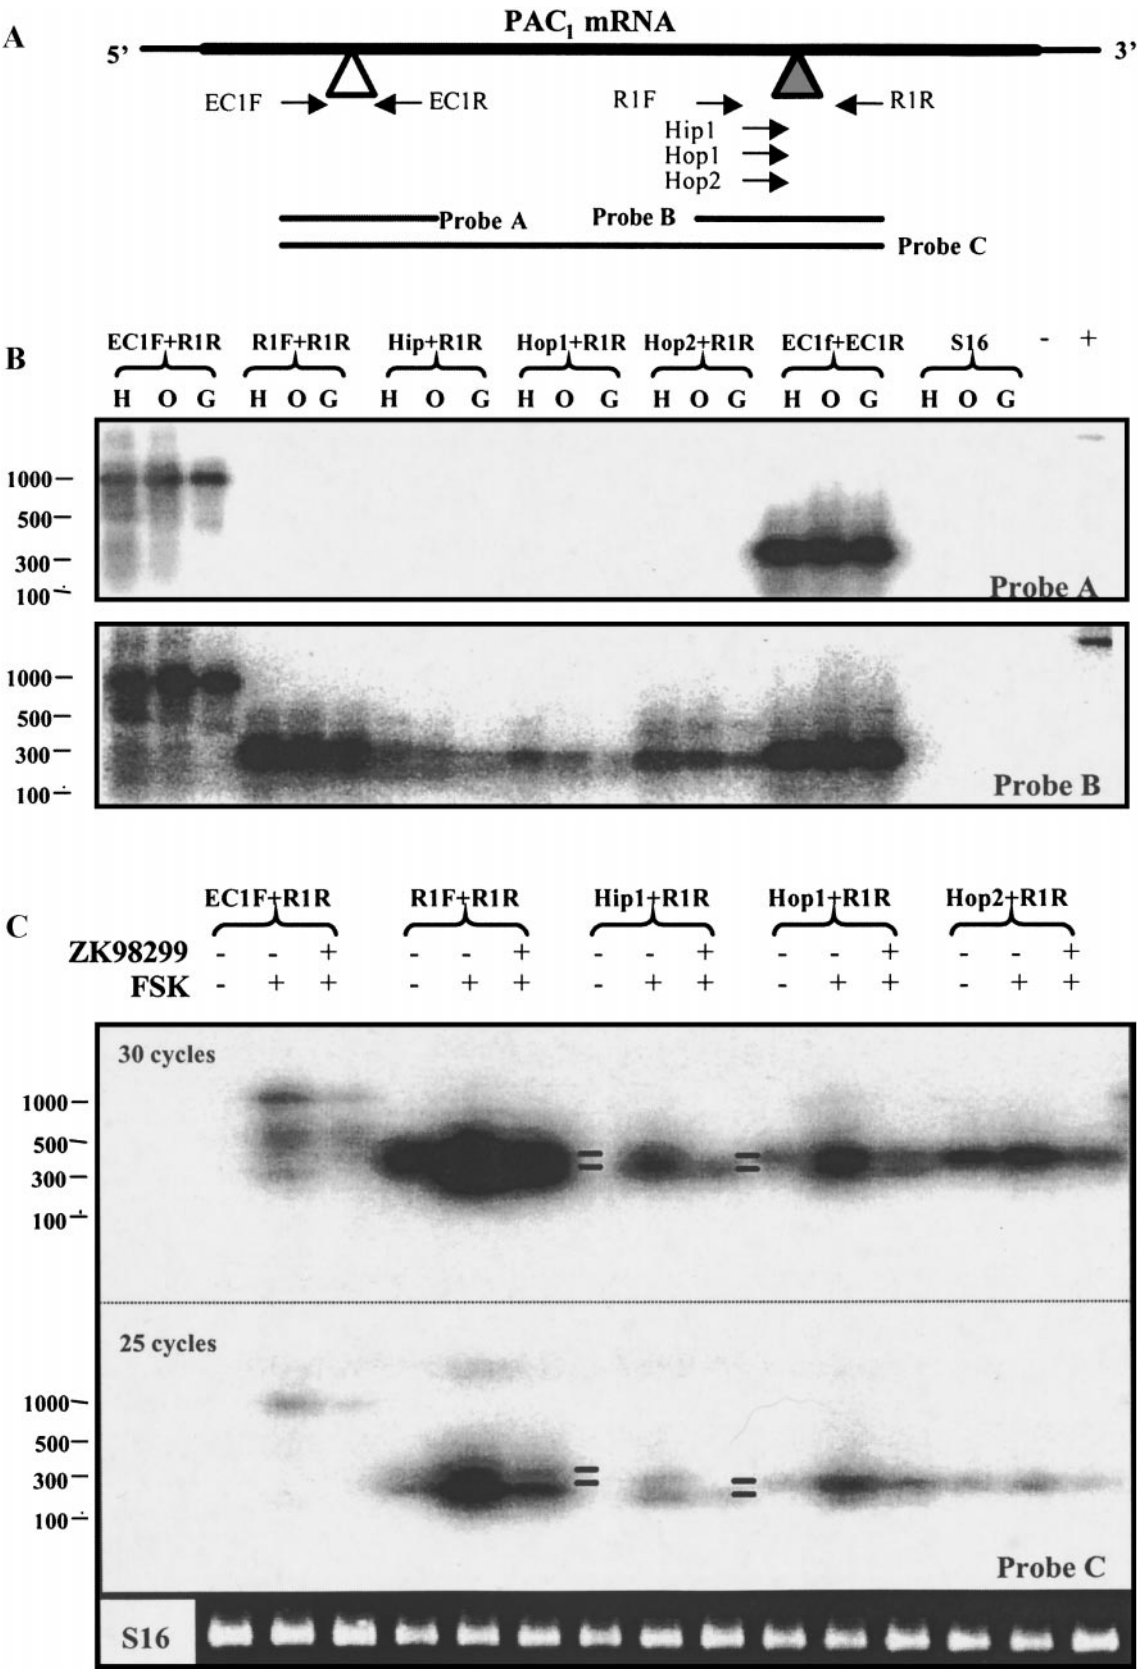 A
PAC1 mRNA
5' 3'
EC1F EC1R R1F R1R
Hip1
Hop1
Hop2
Probe A Probe B
Probe C
B
EC1F+R1R R1F+R1R Hip+R1R Hop1+R1R Hop2+R1R EC1f+EC1R S16 - +
H O G H O G H O G H O G H O G H O G H O G
1000
500
300
100
Probe A
1000
500
300
100
Probe B
C
EC1F+R1R R1F+R1R Hip1+R1R Hop1+R1R Hop2+R1R
ZK98299 - - + - - + - - + - - + - - +
FSK - + + - + + - + + - + + - + +
30 cycles
1000
500
300
100
25 cycles
1000
500
300
100
Probe C
S16